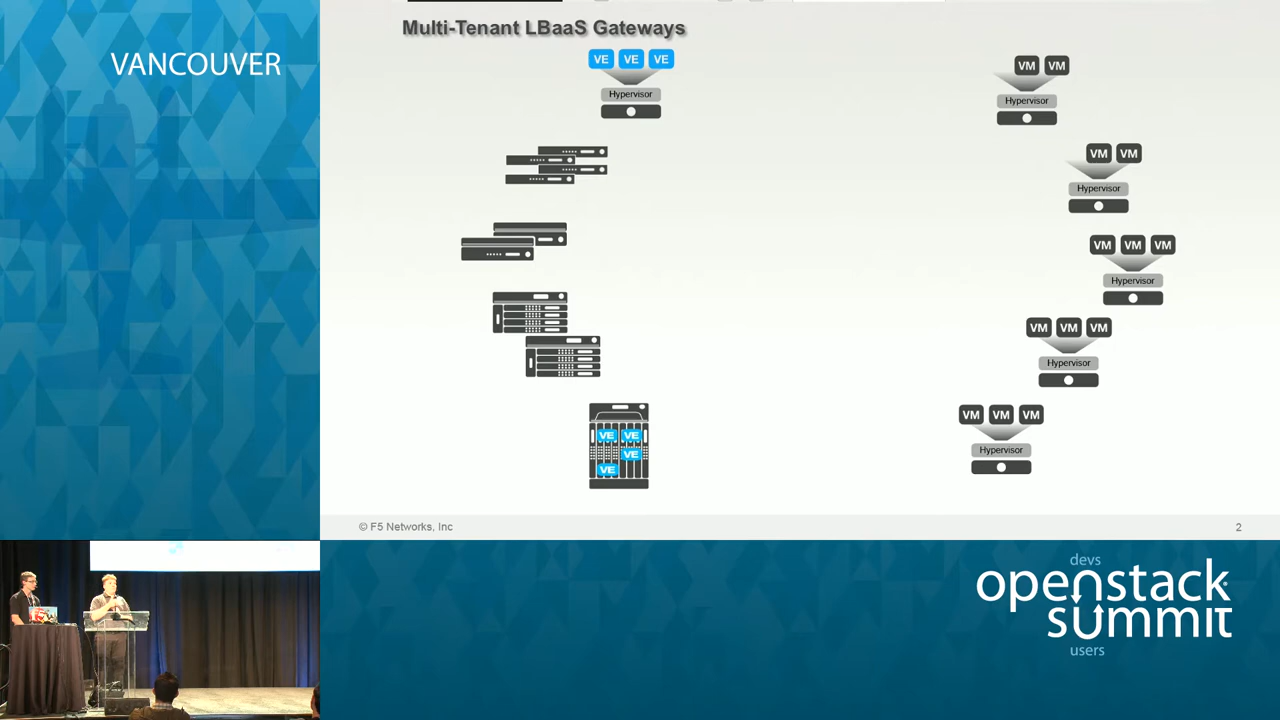 VANCOUVER
Multi-Tenant LBaaS Gateways
VE VE VE
Hypervisor
VM VM
Hypervisor
VM VM
Hypervisor
VM VM VM
Hypervisor
VM VM VM
Hypervisor
VE VE
VE
VE
VM VM VM
Hypervisor
© F5 Networks, Inc
2
devs
openstack
summit
users